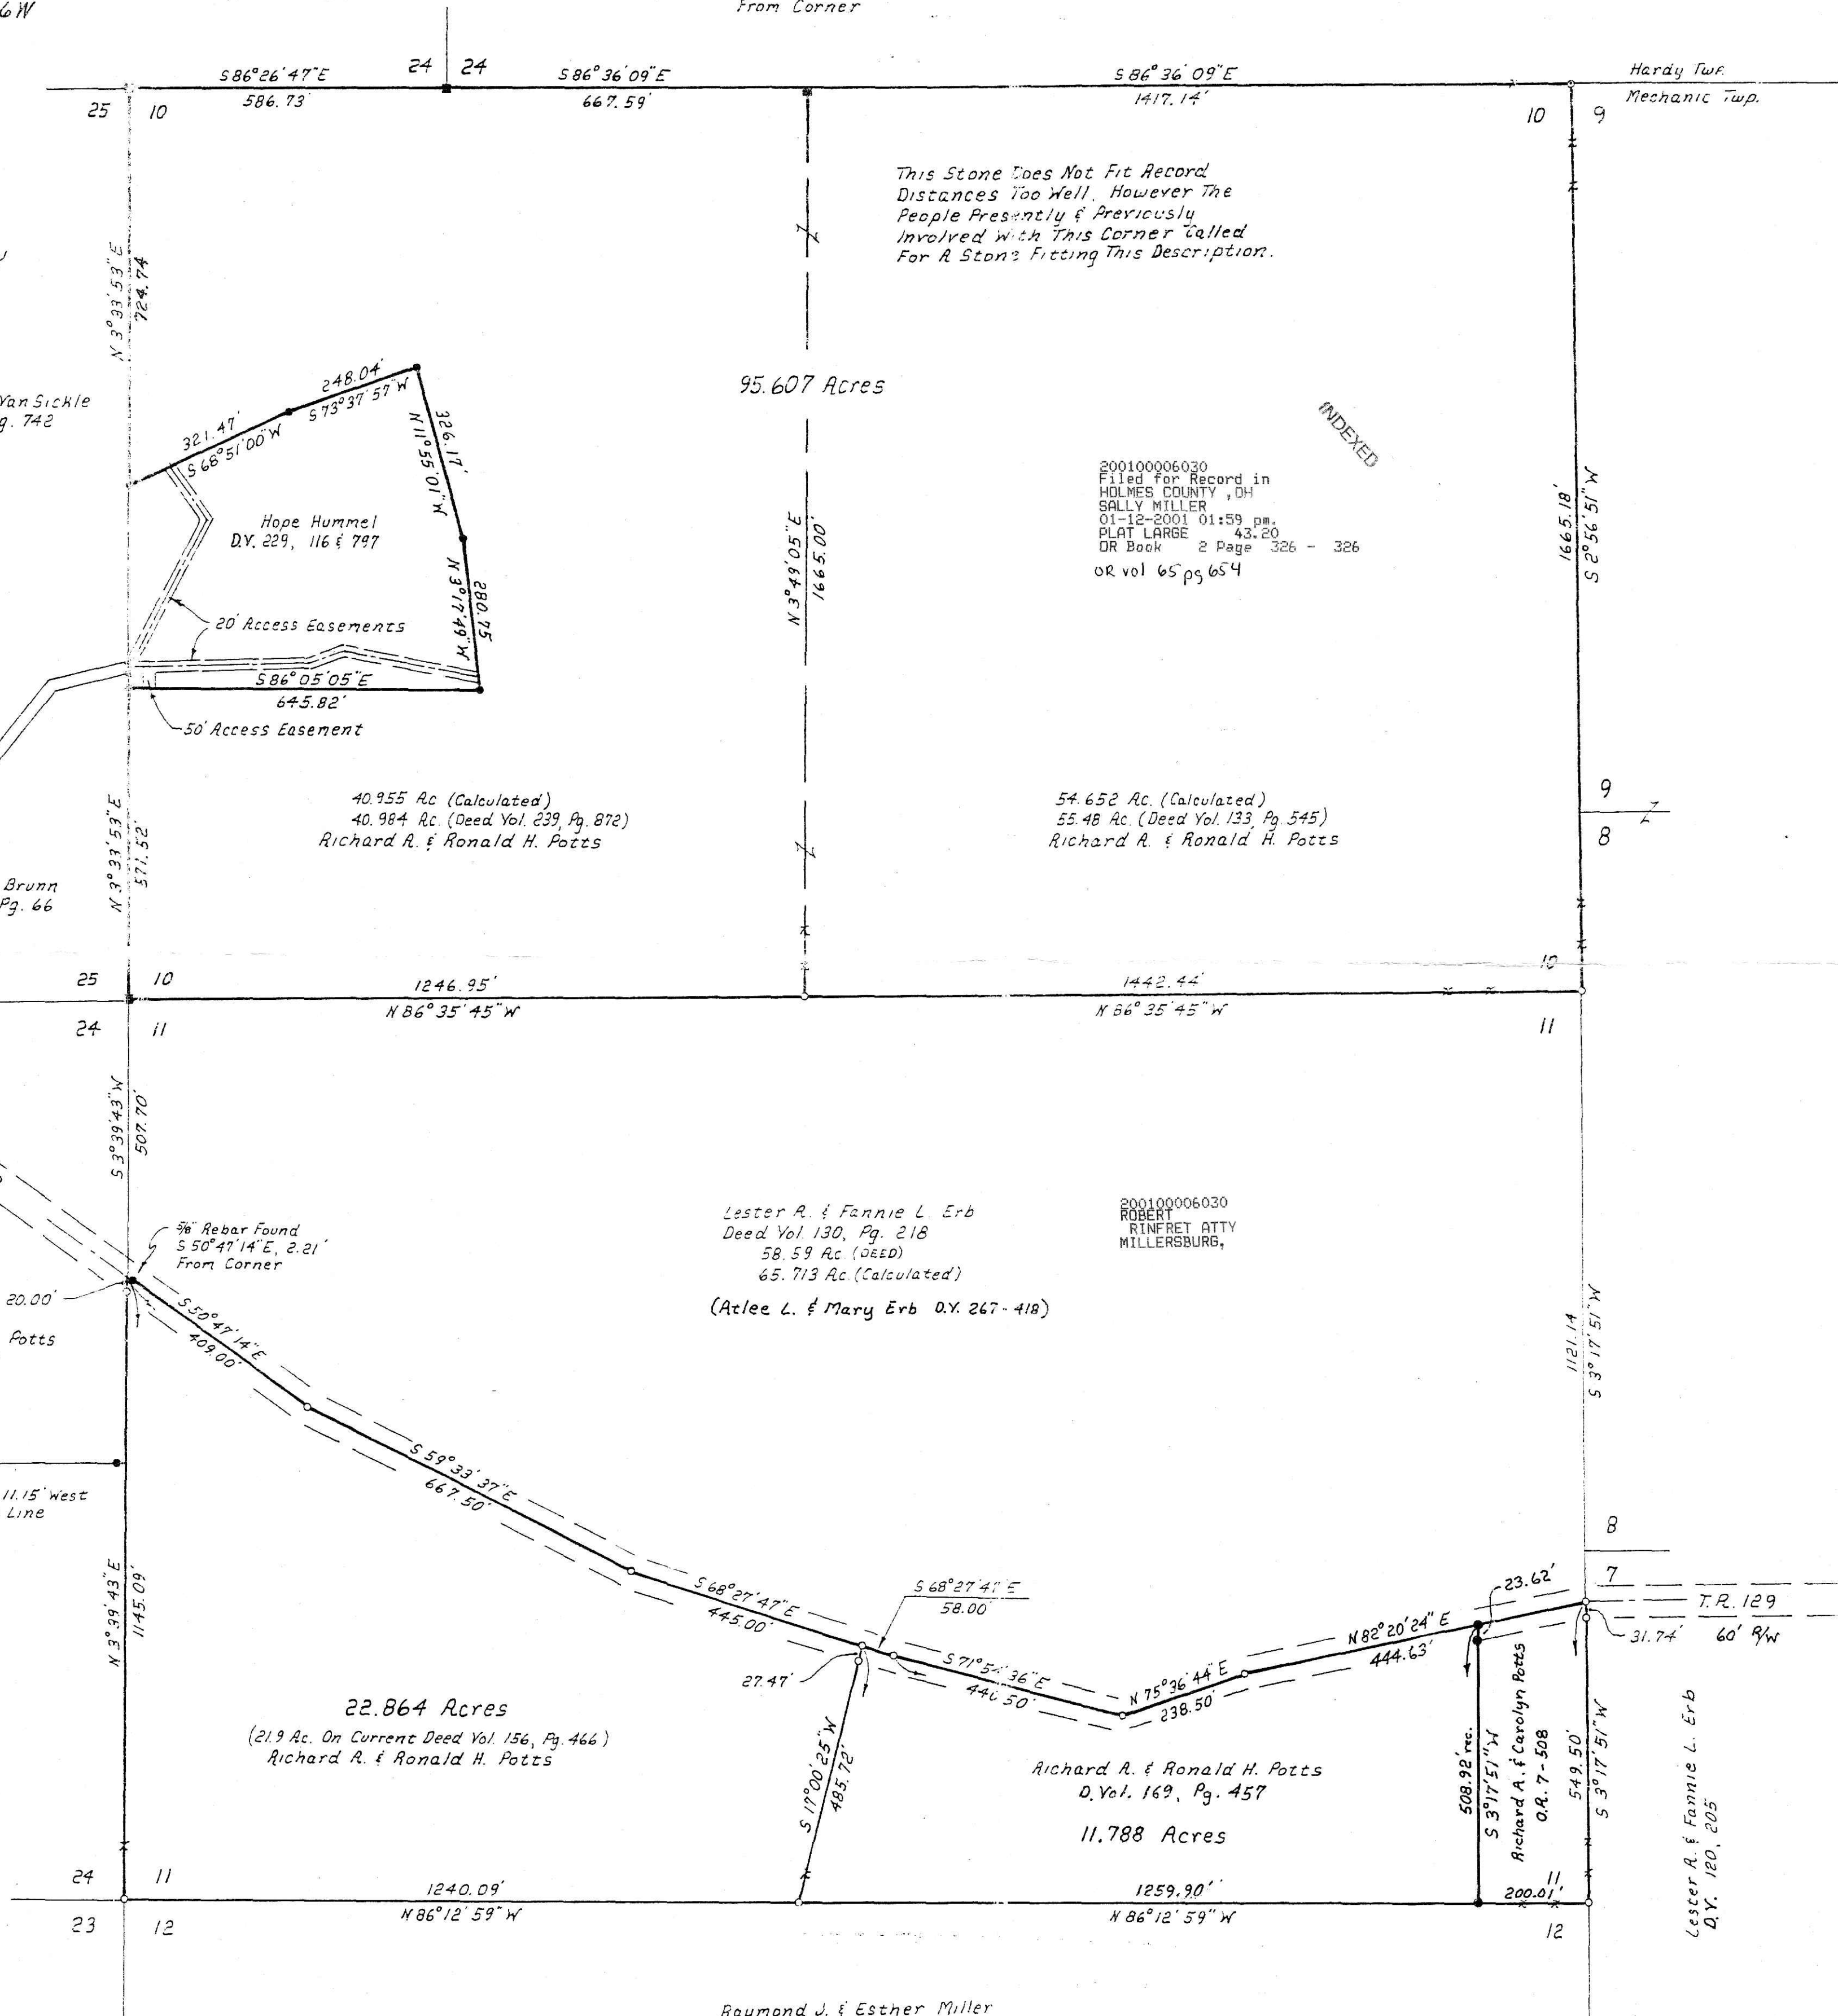 6W
From Corner
S 86° 26' 47" E
586.73'
24
24
S 86° 36' 09" E
667.59'
S 86° 36' 09" E
1417.14'
Hardy Twp.
Mechanic Twp.
25
10
10
9
This Stone Does Not Fit Record
Distances Too Well, However The
People Presently & Previously
Involved With This Corner Called
For A Stone Fitting This Description.
N 3° 33' 53" E
724.74
Van Sickle
g. 742
248.04'
S 73° 37' 57" W
321.47'
S 68° 51' 00" W
326.17'
N 11° 55' 01" W
95.607 Acres
INDEXED
200100006030
Filed for Record in
HOLMES COUNTY , OH
SALLY MILLER
01-12-2001 01:59 pm.
PLAT LARGE 43.20
OR Book 2 Page 326 - 326
OR vol 65 pg 654
1665.18'
S 2° 56' 51" W
Hope Hummel
D.V. 229, 116 & 797
N 3° 49' 05" E
1665.00'
280.75
N 3° 17' 49" W
20' Access Easements
S 86° 05' 05" E
645.82'
50' Access Easement
40.955 Ac (Calculated)
40.984 Ac. (Deed Vol. 239, Pg. 872)
Richard A. & Ronald H. Potts
54.652 Ac. (Calculated)
55.48 Ac. (Deed Vol. 133, Pg. 545)
Richard A. & Ronald H. Potts
9
8
N 3° 33' 53" E
571.52'
Brunn
Pg. 66
25
10
1246.95'
N 86° 35' 45" W
1442.44'
N 86° 35' 45" W
10
24
11
11
S 3° 39' 43" W
507.70'
5/8" Rebar Found
S 50° 47' 14" E, 2.21'
From Corner
Lester A. & Fannie L. Erb
Deed Vol. 130, Pg. 218
58.59 Ac. (DEED)
65.713 Ac. (Calculated)
(Atlee L. & Mary Erb D.V. 267-418)
200100006030
ROBERT
RINFRET ATTY
MILLERSBURG,
20.00'
Potts
S 50° 47' 14" E
409.00'
1121.14
S 3° 17' 51" W
11.15' West
Line
S 59° 33' 37" E
667.50'
N 3° 39' 43" E
1145.09'
S 68° 27' 47" E
445.00'
S 68° 27' 47" E
58.00'
27.47'
S 71° 54' 36" E
N 75° 36' 44" E
238.50'
N 82° 20' 24" E
444.63'
23.62'
8
7
T.R. 129
60' R/W
31.74'
22.864 Acres
(21.9 Ac. On Current Deed Vol. 156, Pg. 466)
Richard A. & Ronald H. Potts
S 17° 00' 25" W
485.72'
Richard A. & Ronald H. Potts
D. Vol. 169, Pg. 457
11.788 Acres
508.92' rec.
S 3° 17' 51" W
Richard A. & Carolyn Potts
O.R. 7-508
549.50'
S 3° 17' 51" W
Lester A. & Fannie L. Erb
D.V. 120, 205
24
11
1240.09'
N 86° 12' 59" W
1259.90'
N 86° 12' 59" W
11
200.01'
23
12
12
Raymond J. & Esther Miller